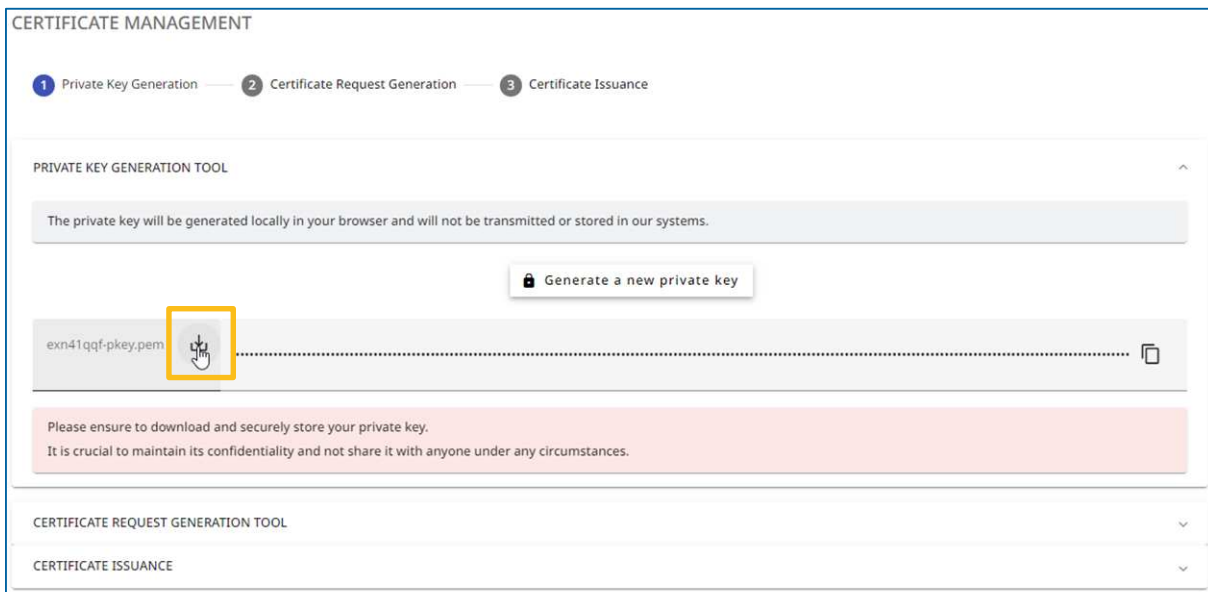 CERTIFICATE MANAGEMENT
1 Private Key Generation 2 Certificate Request Generation 3 Certificate Issuance
PRIVATE KEY GENERATION TOOL
The private key will be generated locally in your browser and will not be transmitted or stored in our systems.
Generate a new private key
exn41qqf-pkey.pem
Please ensure to download and securely store your private key.
It is crucial to maintain its confidentiality and not share it with anyone under any circumstances.
CERTIFICATE REQUEST GENERATION TOOL
CERTIFICATE ISSUANCE